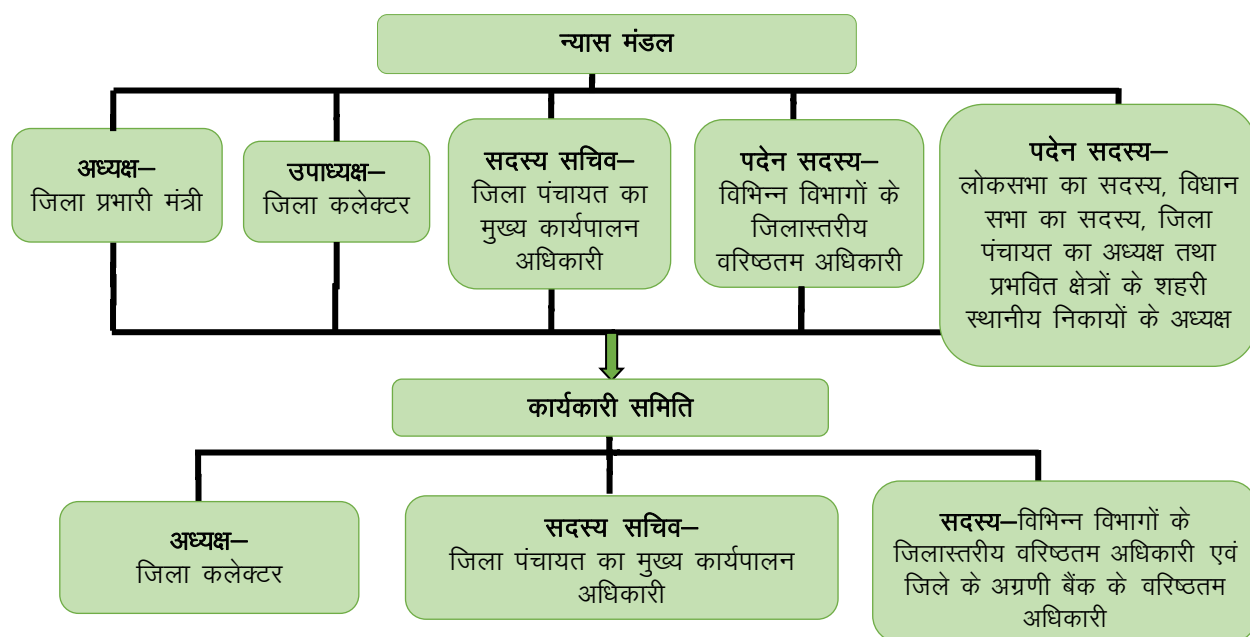 न्यास मंडल
अध्यक्ष–
जिला प्रभारी मंत्री
उपाध्यक्ष–
जिला कलेक्टर
सदस्य सचिव–
जिला पंचायत का
मुख्य कार्यपालन
अधिकारी
पदेन सदस्य–
विभिन्न विभागों के
जिलास्तरीय
वरिष्ठतम अधिकारी
पदेन सदस्य–
लोकसभा का सदस्य, विधान
सभा का सदस्य, जिला
पंचायत का अध्यक्ष तथा
प्रभवित क्षेत्रों के शहरी
स्थानीय निकायों के अध्यक्ष
कार्यकारी समिति
अध्यक्ष–
जिला कलेक्टर
सदस्य सचिव–
जिला पंचायत का मुख्य कार्यपालन
अधिकारी
सदस्य–विभिन्न विभागों के
जिलास्तरीय वरिष्ठतम अधिकारी एवं
जिले के अग्रणी बैंक के वरिष्ठतम
अधिकारी